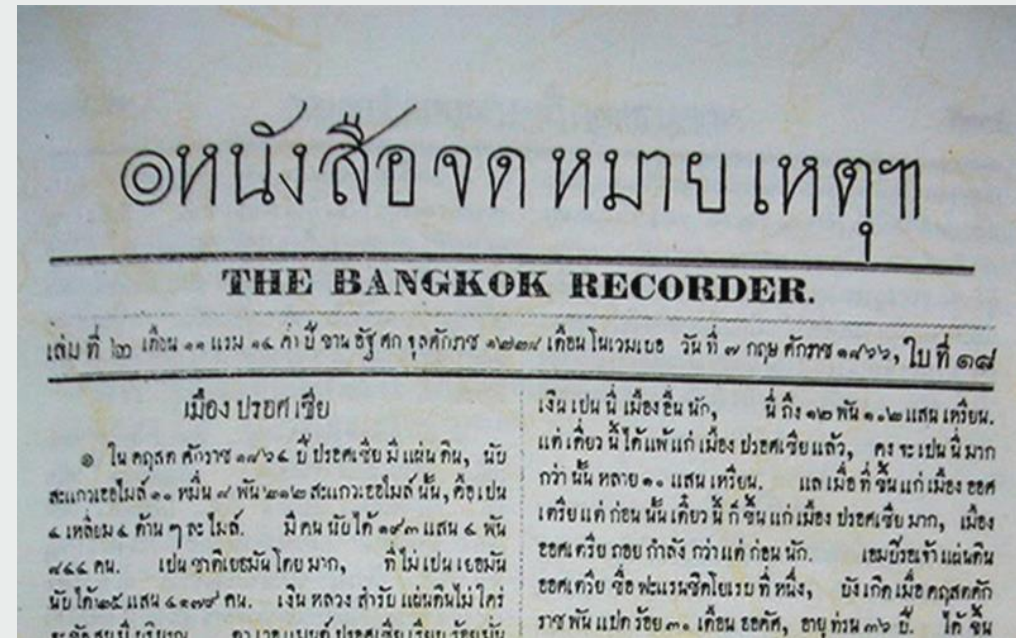 ๏หนังสือจดหมายเหตุฯ
THE BANGKOK RECORDER.
เล่มที่ ๒ เดือน ๑๑ แรม ๑๔ ค่ำ ปีขานอัฐศก จุลศักราช ๑๒๒๘ เดือนโนเวมเบอ วันที่ ๗ กฤษศักราช ๑๘๖๖, ใบที่ ๑๘
เมือง ปรอศเซีย
๏ ใน คฤสต ศักราช ๑๘๖๔ ปี ปรอศเซีย มี แผ่นดิน, นับ
สะแกวเออไมล์ ๑๐ หมื่น ๙ พัน ๒๑๒ สะแกวเออไมล์ นั้น, คือ เปน
๔ เหลี่ยม ๔ ด้าน ๆ ละ ไมล์. มี คน นับได้ ๑๙๓ แสน ๔ พัน
คน. เปน ชาติเยอรมันโดยมาก, ที่ไม่เปน เยอมัน
นับได้ ๒๕ แสน คน. เงินหลวง สำรับ แผ่นดินไม่ใคร่
เงิน เปน นี่ เมือง อื่น นัก, นี่ ถึง ๑๒ พัน ๑๐๒ แสน เหรียน.
แต่เดี๋ยว นี้ ได้แพ้แก่ เมือง ปรอศเซีย แล้ว, คง จะ เปน นี่ มาก
กว่า นั้น หลาย ๑๐ แสน เหรียน. แล เมื่อ ที่ ขึ้น แก่ เมือง ออศ
เตรีย แต่ ก่อน นั้น เดี๋ยว นี้ ก็ ขึ้น แก่ เมือง ปรอศเซีย มาก, เมือง
ออศเตรีย ถอย กำลัง กว่า แต่ ก่อน นัก. เอมบีรอเจ้าแผ่นดิน
ออศเตรีย ชื่อ ฟะแรนซิศโยเซบ ที่ หนึ่ง, บังเกิด เมื่อ คฤสตศัก
ราช พัน แปด ร้อย ๓๐ เดือน ออคัศ, อายุ ท่าน ๓๖ ปี. ได้ ขึ้น